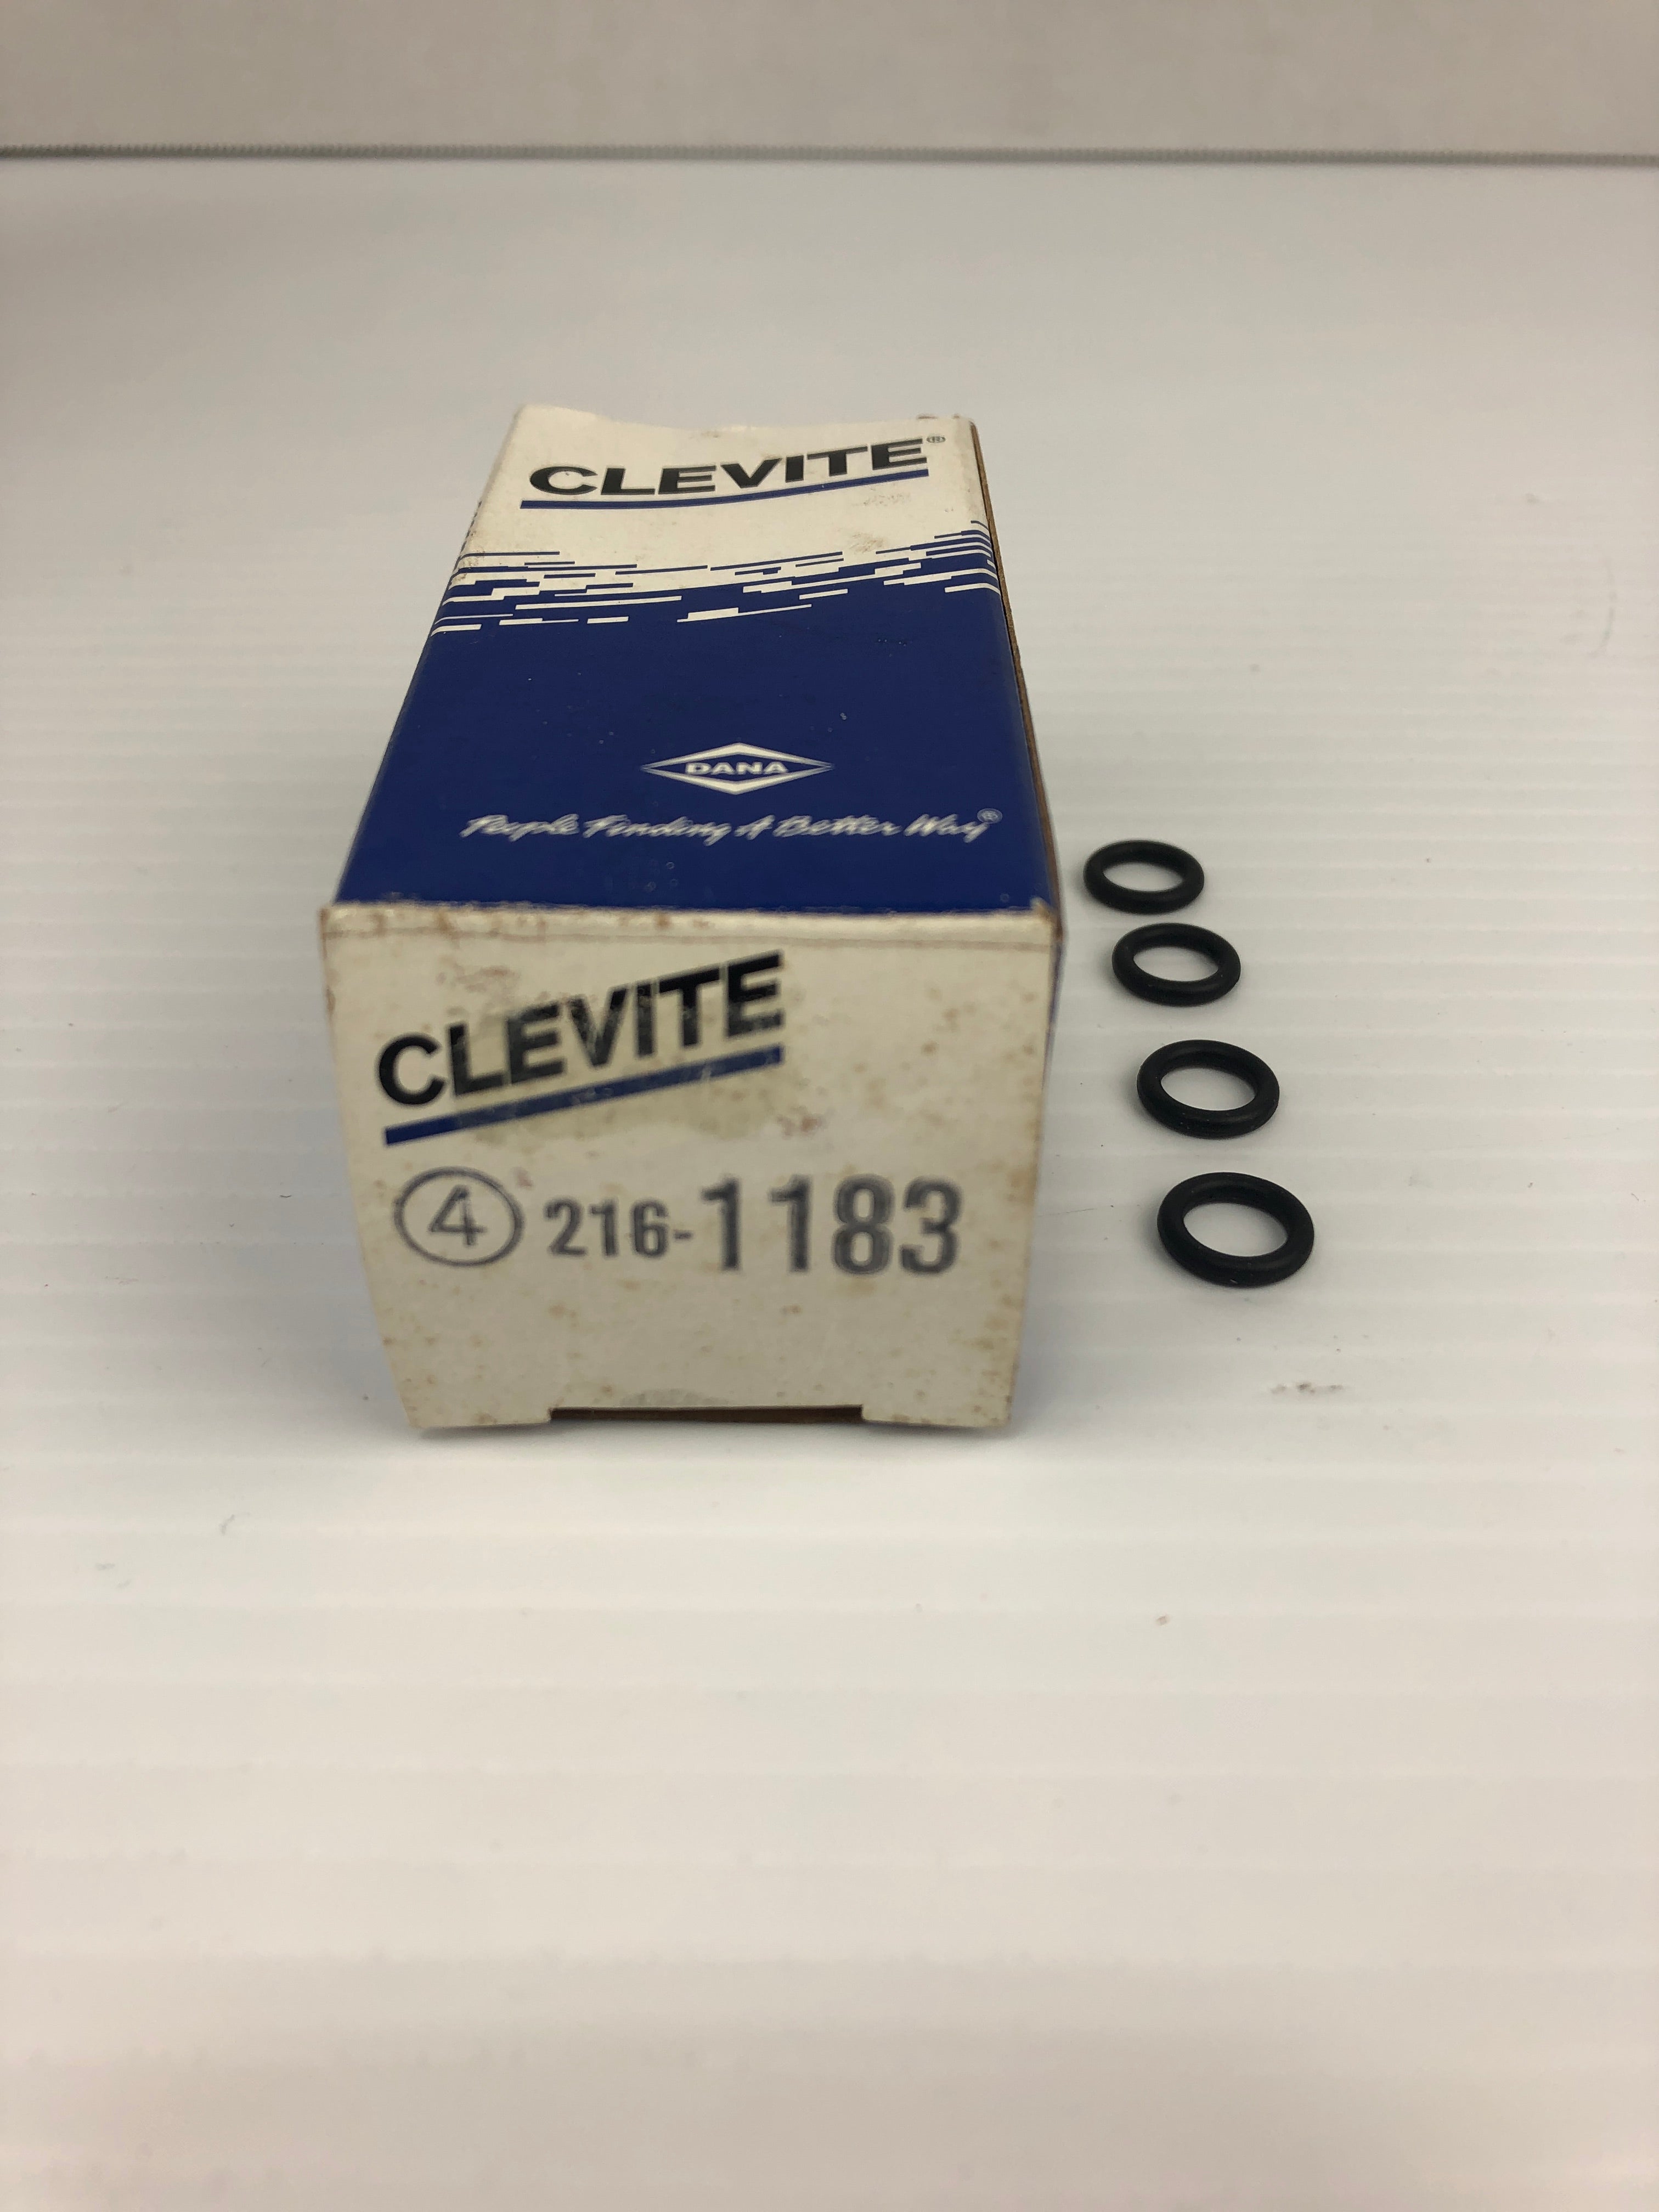 CLEVITE®
DANA
People Finding A Better Way®
CLEVITE
4 216-1183